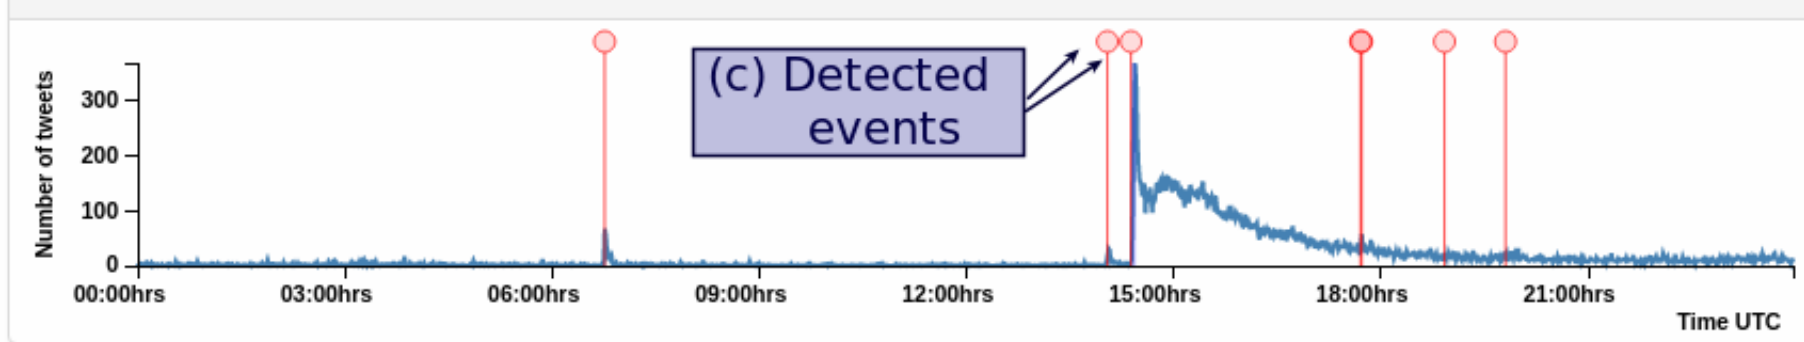 (c) Detected
events
Number of tweets
300
200
100
0
00:00hrs 03:00hrs 06:00hrs 09:00hrs 12:00hrs 15:00hrs 18:00hrs 21:00hrs
Time UTC